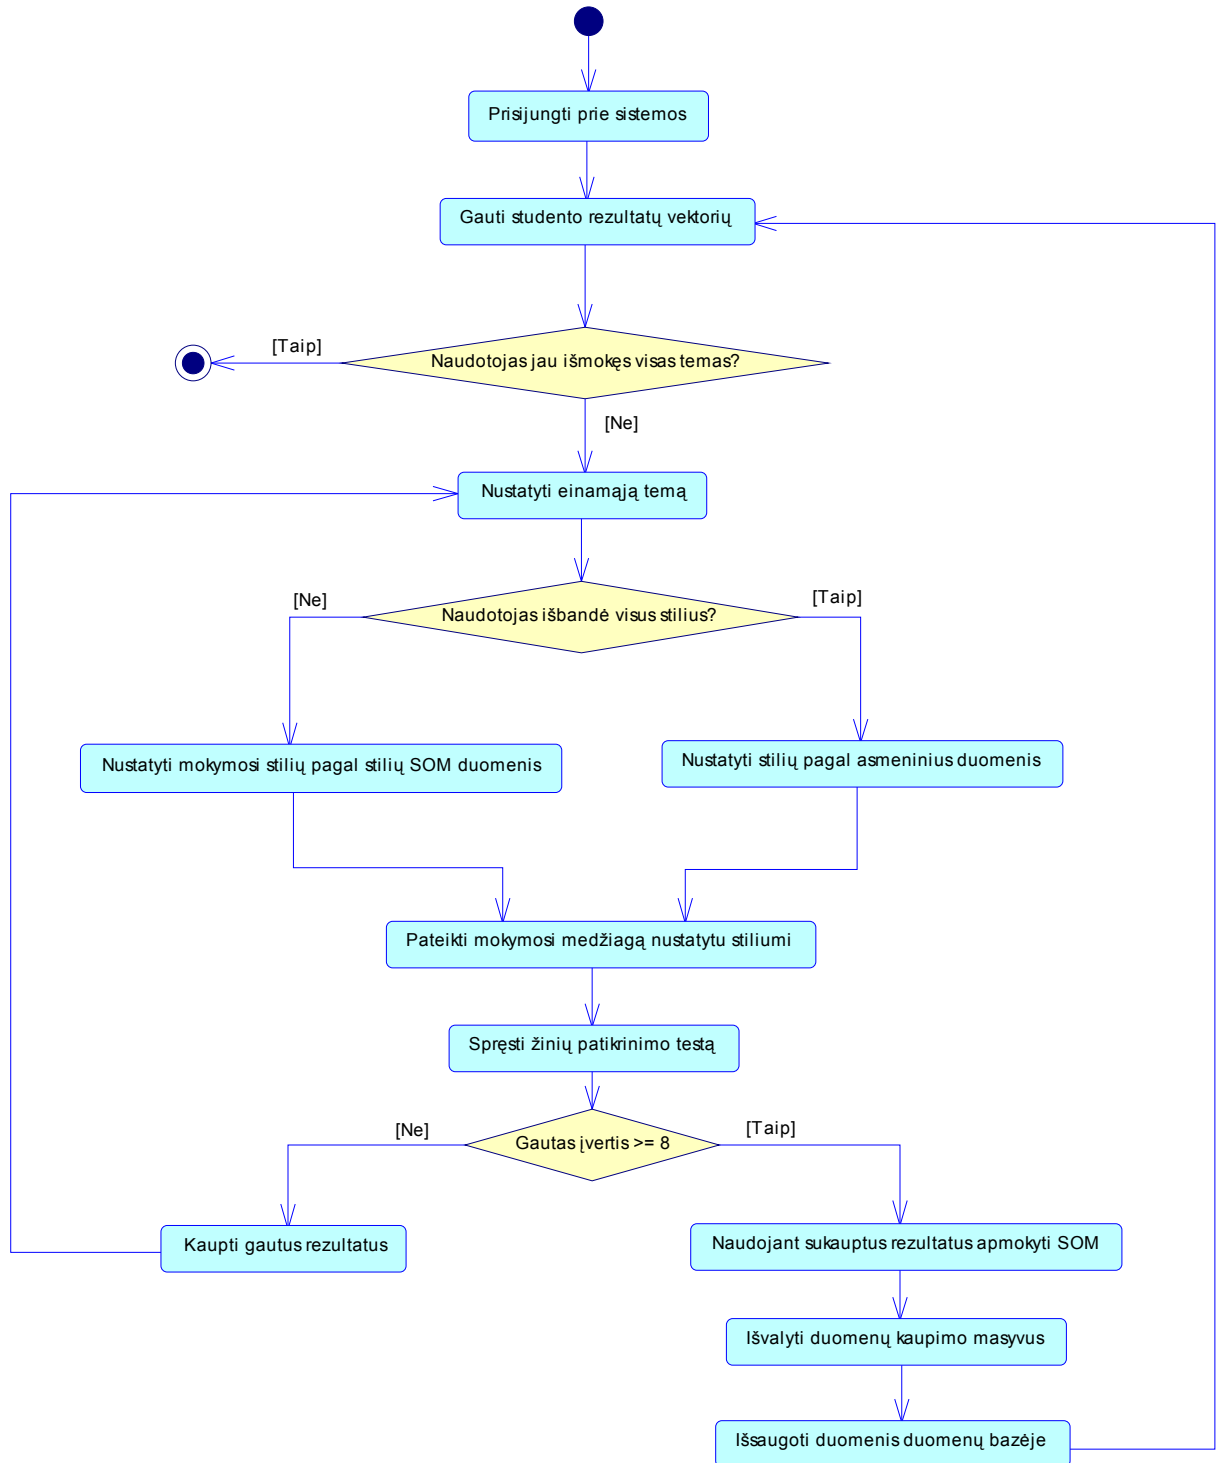 Prisijungti prie sistemos
Gauti studento rezultatų vektorių
[Taip]
Naudotojas jau išmokęs visas temas?
[Ne]
Nustatyti einamąją temą
[Ne]
Naudotojas išbandė visus stilius?
[Taip]
Nustatyti mokymosi stilių pagal stilių SOM duomenis
Nustatyti stilių pagal asmeninius duomenis
Pateikti mokymosi medžiagą nustatytu stiliumi
Spręsti žinių patikrinimo testą
[Ne]
Gautas įvertis >= 8
[Taip]
Kaupti gautus rezultatus
Naudojant sukauptus rezultatus apmokyti SOM
Išvalyti duomenų kaupimo masyvus
Išsaugoti duomenis duomenų bazėje